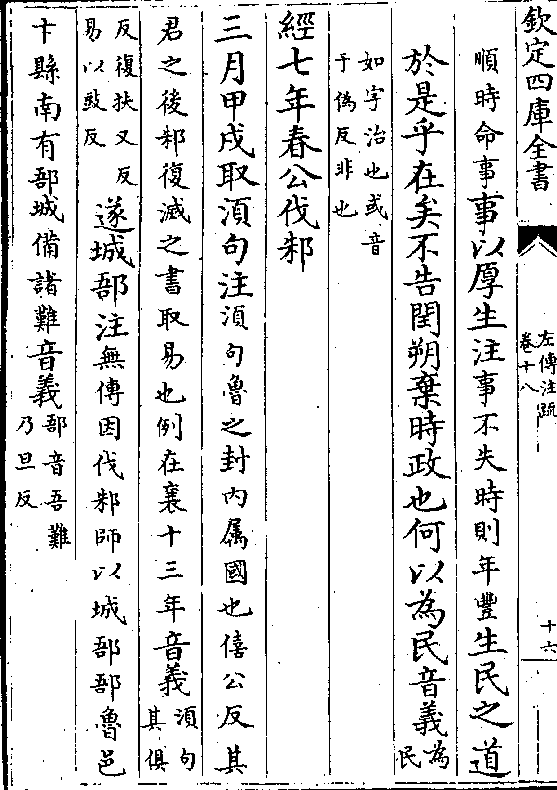 欽定四庫全書
左傳注疏
卷十八
十六
順時命事事以厚生注事不失時則年豐生民之道
於是乎在矣不告閏朔棄時政也何以為民音義為
民
如字治也或音
于偽反非也
經七年春公伐邾
三月甲戌取須句注須句魯之封内属國也僖公反其
君之後邾復滅之書取易也例在襄十三年音義須句
其俱
反復扶又反
易以豉反
遂城郚注無傳因伐邾師以城郚郚魯邑
卞縣南有郚城備諸難音義郚音吾難
乃旦反